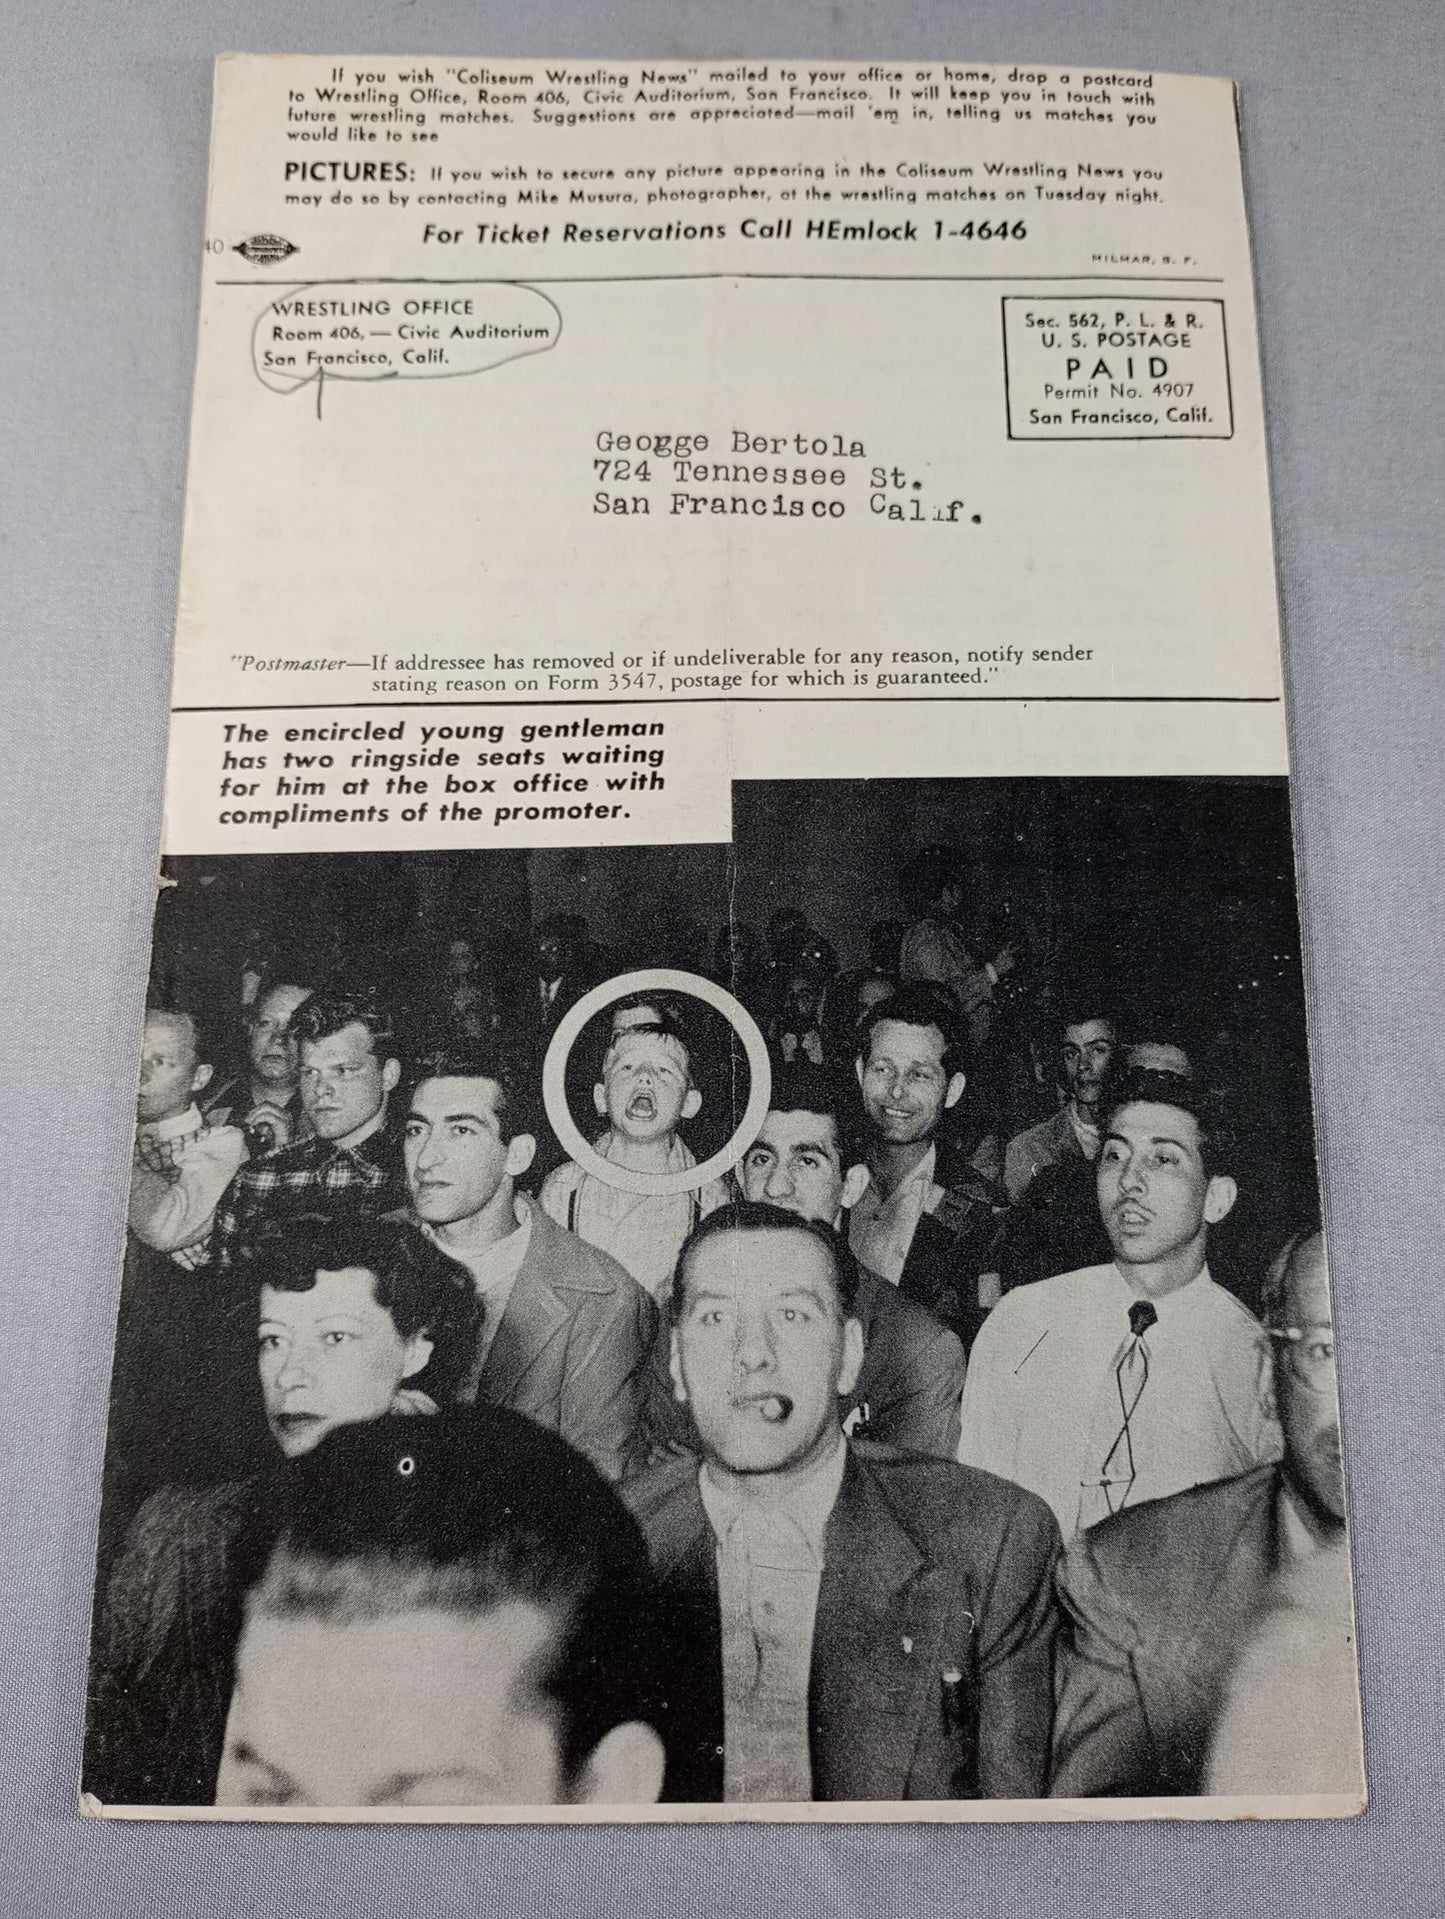 If you wish "Coliseum Wrestling News" mailed to your office or home, drop a postcard
to Wrestling Office, Room 406, Civic Auditorium, San Francisco. It will keep you in touch with
future wrestling matches. Suggestions are appreciated—mail 'em in, telling us matches you
would like to see
PICTURES: If you wish to secure any picture appearing in the Coliseum Wrestling News you
may do so by contacting Mike Musura, photographer, at the wrestling matches on Tuesday night.
For Ticket Reservations Call HEmlock 1-4646
40
MILMAR, S. F.
WRESTLING OFFICE
Room 406, — Civic Auditorium
San Francisco, Calif.
Sec. 562, P. L. & R.
U. S. POSTAGE
PAID
Permit No. 4907
San Francisco, Calif.
Geogge Bertola
724 Tennessee St.
San Francisco Calif.
"Postmaster—If addressee has removed or if undeliverable for any reason, notify sender
stating reason on Form 3547, postage for which is guaranteed."
The encircled young gentleman
has two ringside seats waiting
for him at the box office with
compliments of the promoter.